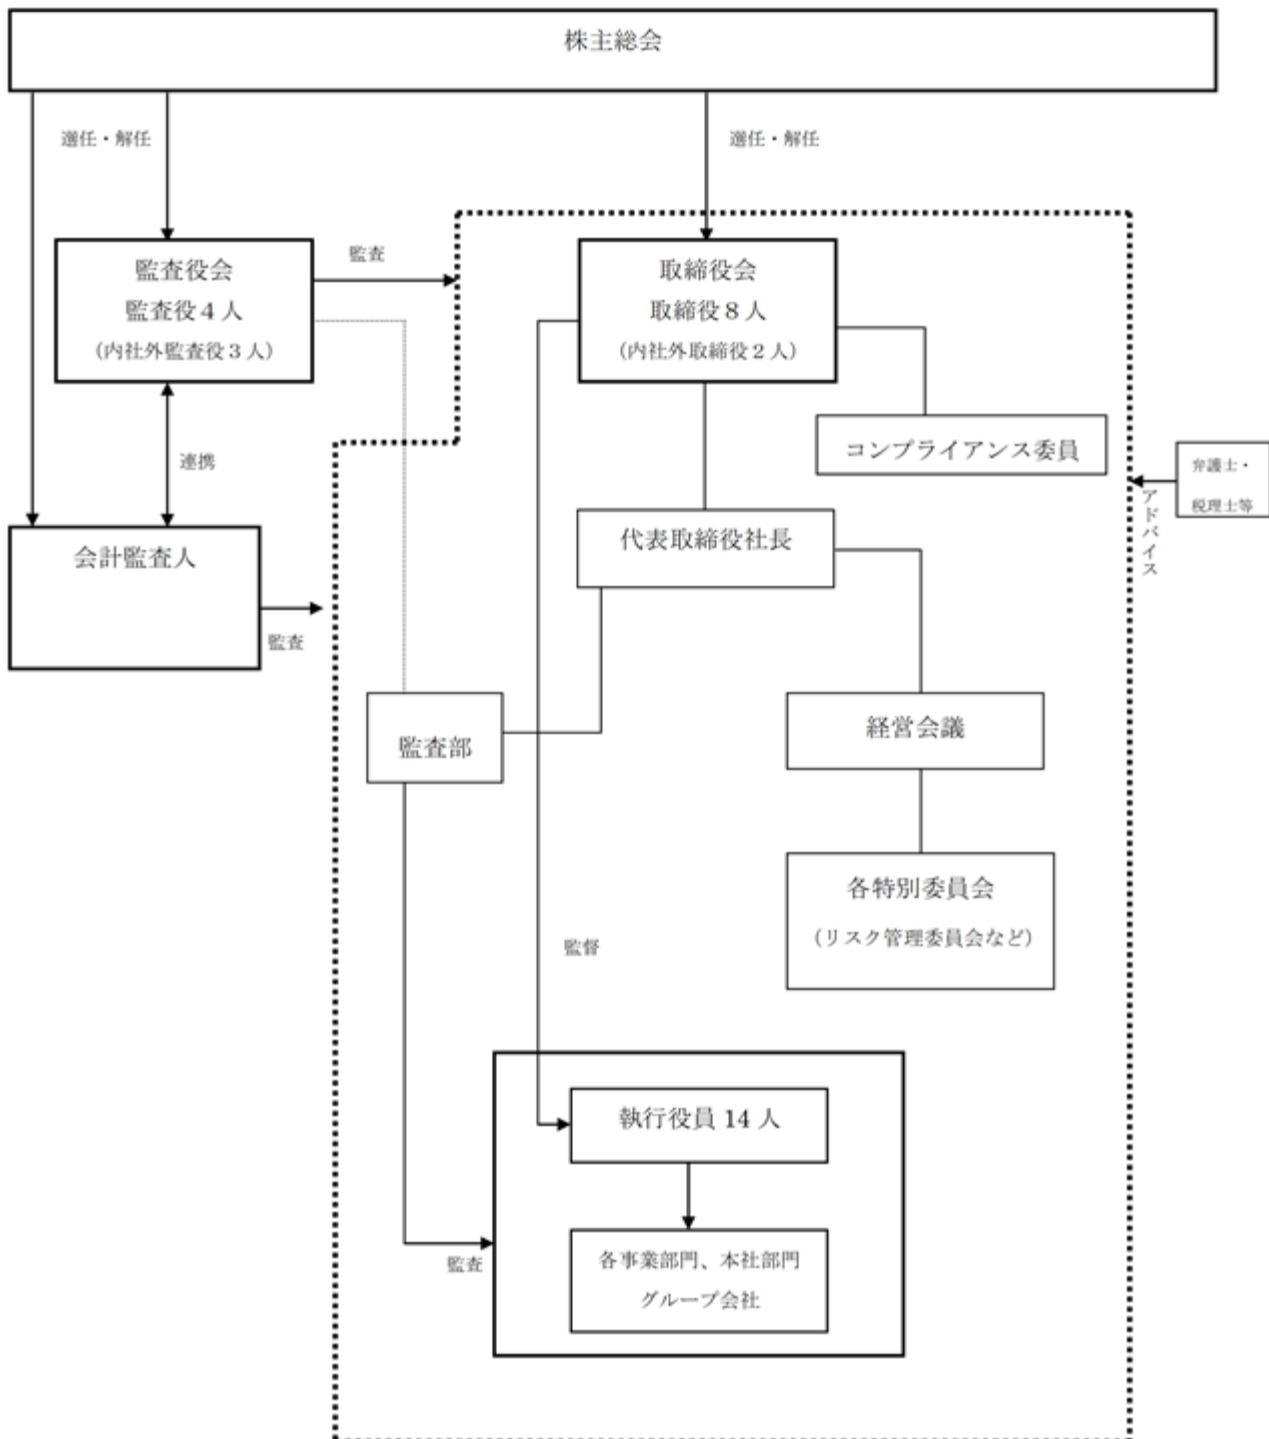 株主総会
選任・解任
選任・解任
監査役会
監査役4人
(内社外監査役3人)
監査
取締役会
取締役8人
(内社外取締役2人)
コンプライアンス委員
弁護士・
税理士等
アドバイス
連携
会計監査人
監査
代表取締役社長
監査部
経営会議
各特別委員会
(リスク管理委員会など)
監督
執行役員 14 人
各事業部門、本社部門
グループ会社
監査